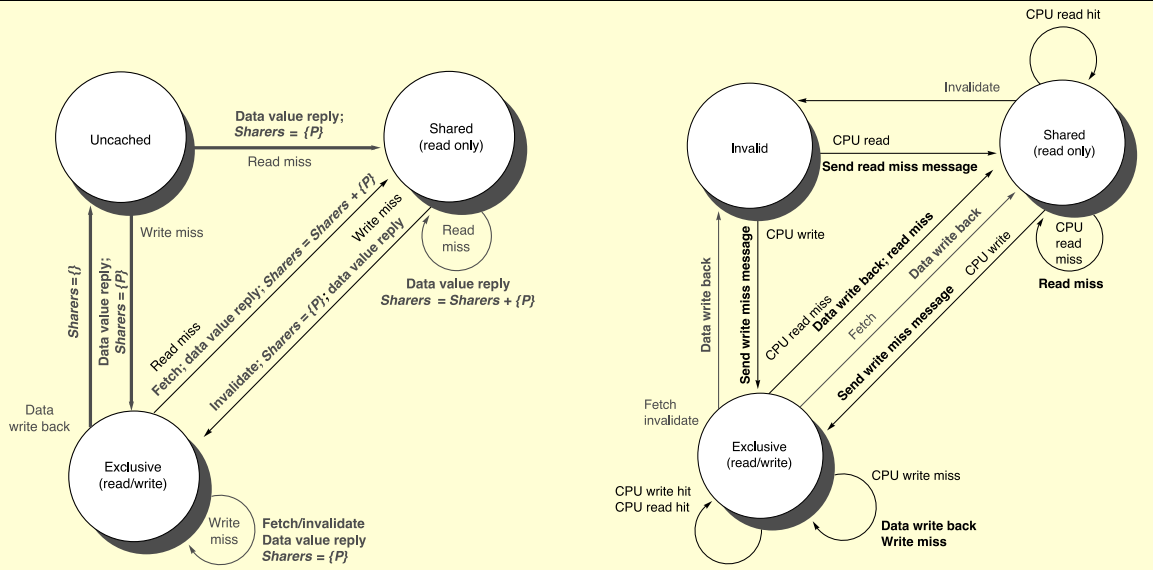 Uncached
Data value reply;
Sharers = {P}
Read miss
Shared
(read only)
Write miss
Sharers = {}
Data value reply;
Sharers = {P}
Read miss
Fetch; data value reply; Sharers = Sharers + {P}
Write miss
Invalidate; Sharers = {P}; data value reply
Read
miss
Data value reply
Sharers = Sharers + {P}
Data
write back
Exclusive
(read/write)
Write
miss
Fetch/invalidate
Data value reply
Sharers = {P}
CPU read hit
Invalidate
Invalid
CPU read
Send read miss message
Shared
(read only)
CPU write
Data write back
Send write miss message
CPU read miss
Data write back; read miss
Fetch
Data write back
CPU write
Send write miss message
CPU
read
miss
Read miss
Fetch
invalidate
Exclusive
(read/write)
CPU write hit
CPU read hit
CPU write miss
Data write back
Write miss